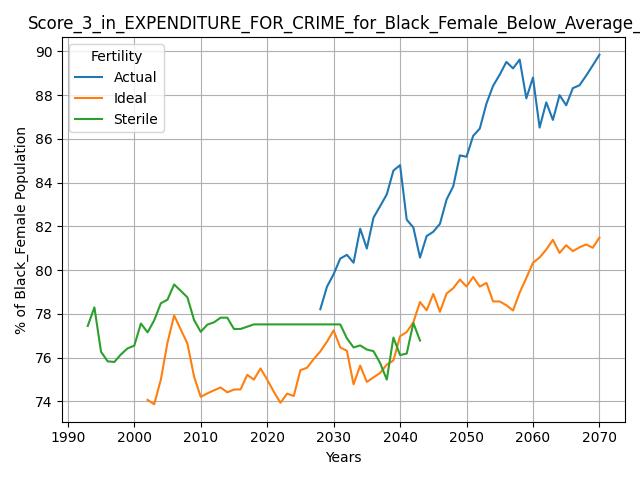 Score_3_in_EXPENDITURE_FOR_CRIME_for_Black_Female_Below_Average_
Fertility
Actual
Ideal
Sterile
% of Black_Female Population
90
88
86
84
82
80
78
76
74
1990
2000
2010
2020
2030
2040
2050
2060
2070
Years